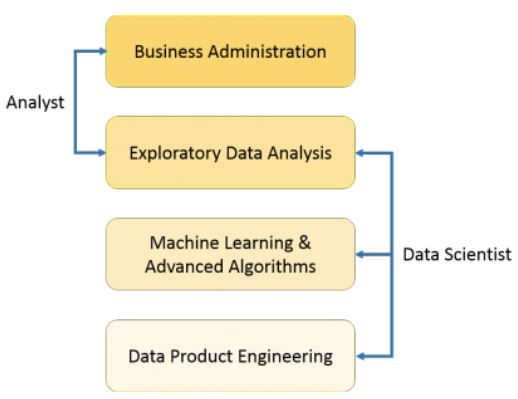 Business Administration
Analyst
Exploratory Data Analysis
Machine Learning &
Advanced Algorithms
Data Scientist
Data Product Engineering